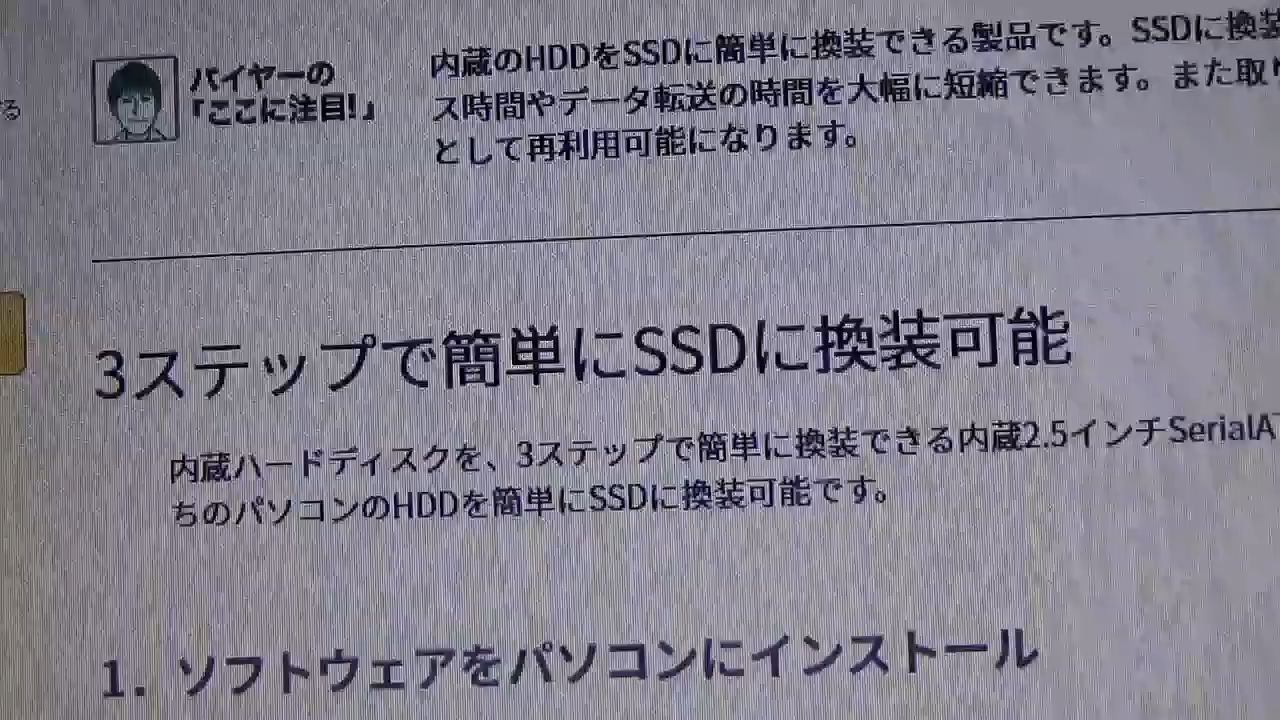 バイヤーの
「ここに注目!」
内蔵のHDDをSSDに簡単に換装できる製品です。SSDに換装
ス時間やデータ転送の時間を大幅に短縮できます。また取り
として再利用可能になります。
る
3ステップで簡単にSSDに換装可能
内蔵ハードディスクを、3ステップで簡単に換装できる内蔵2.5インチSerialA
ちのパソコンのHDDを簡単にSSDに換装可能です。
1. ソフトウェアをパソコンにインストール